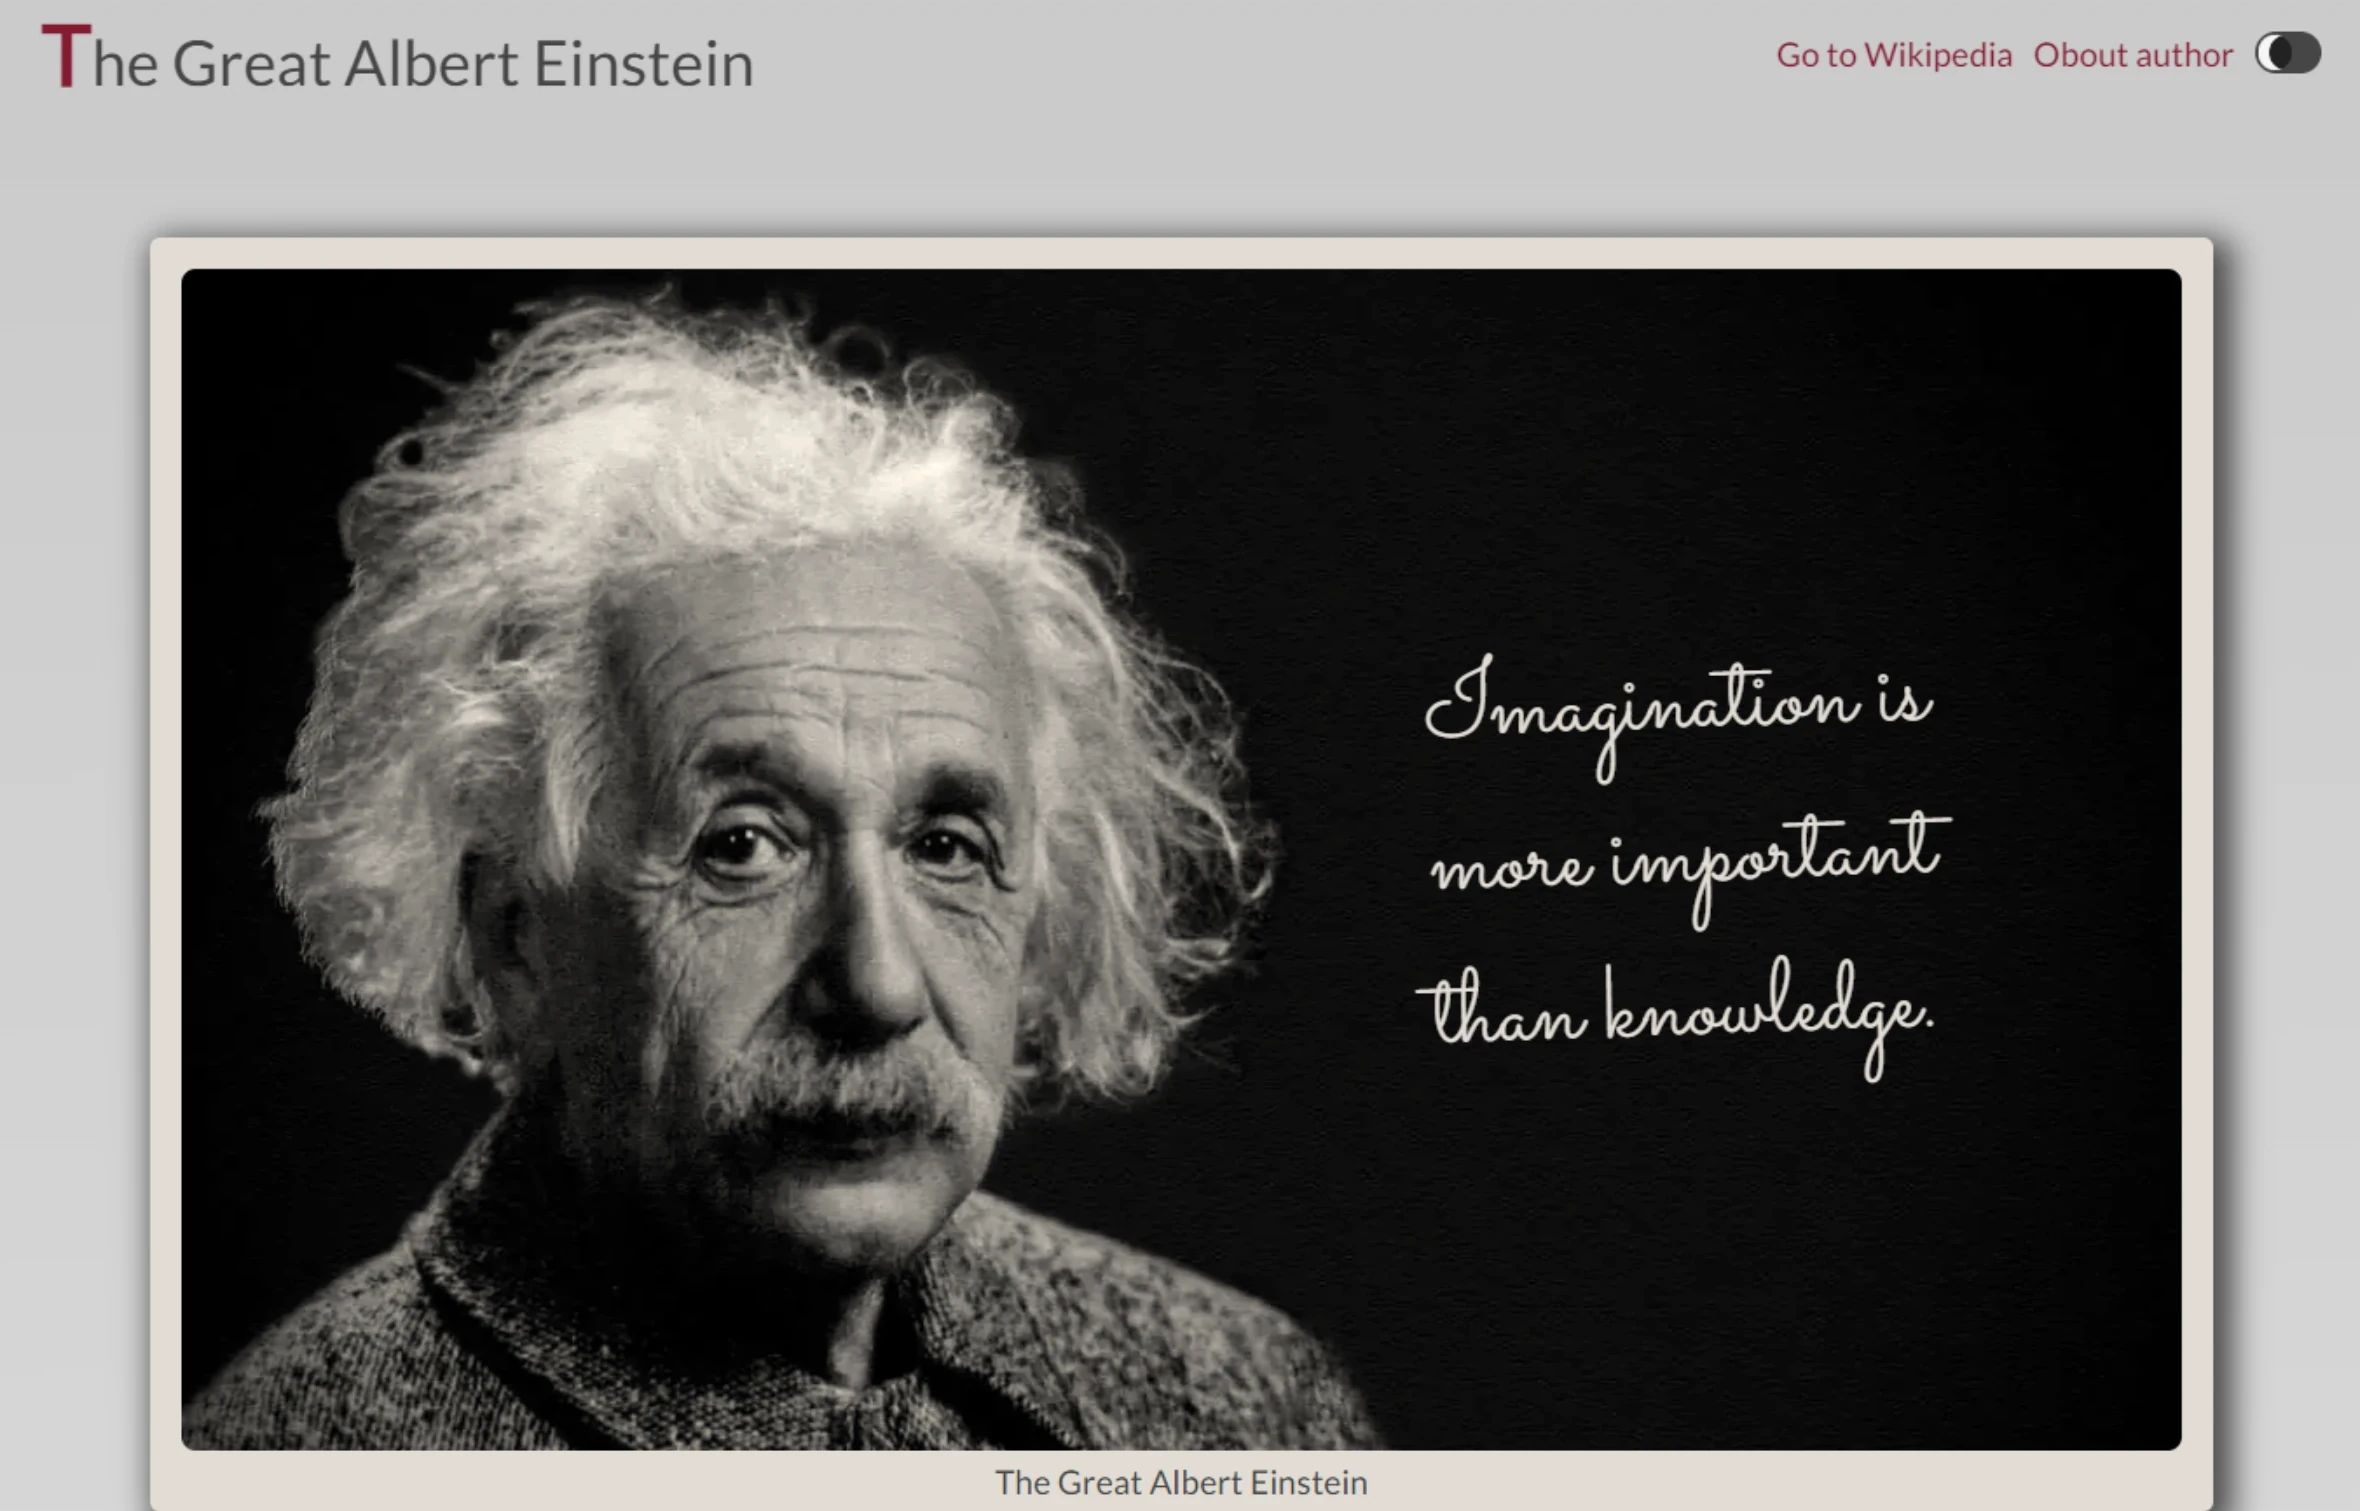 The Great Albert Einstein
Go to Wikipedia Obout author
Imagination is
more important
than knowledge.
The Great Albert Einstein